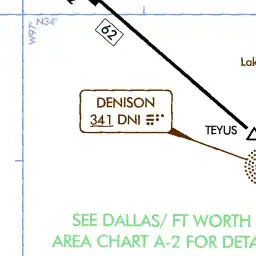 W97° N34°
62
Lak
DENISON
341 DNI
TEYUS
SEE DALLAS/ FT WORTH
AREA CHART A-2 FOR DETA